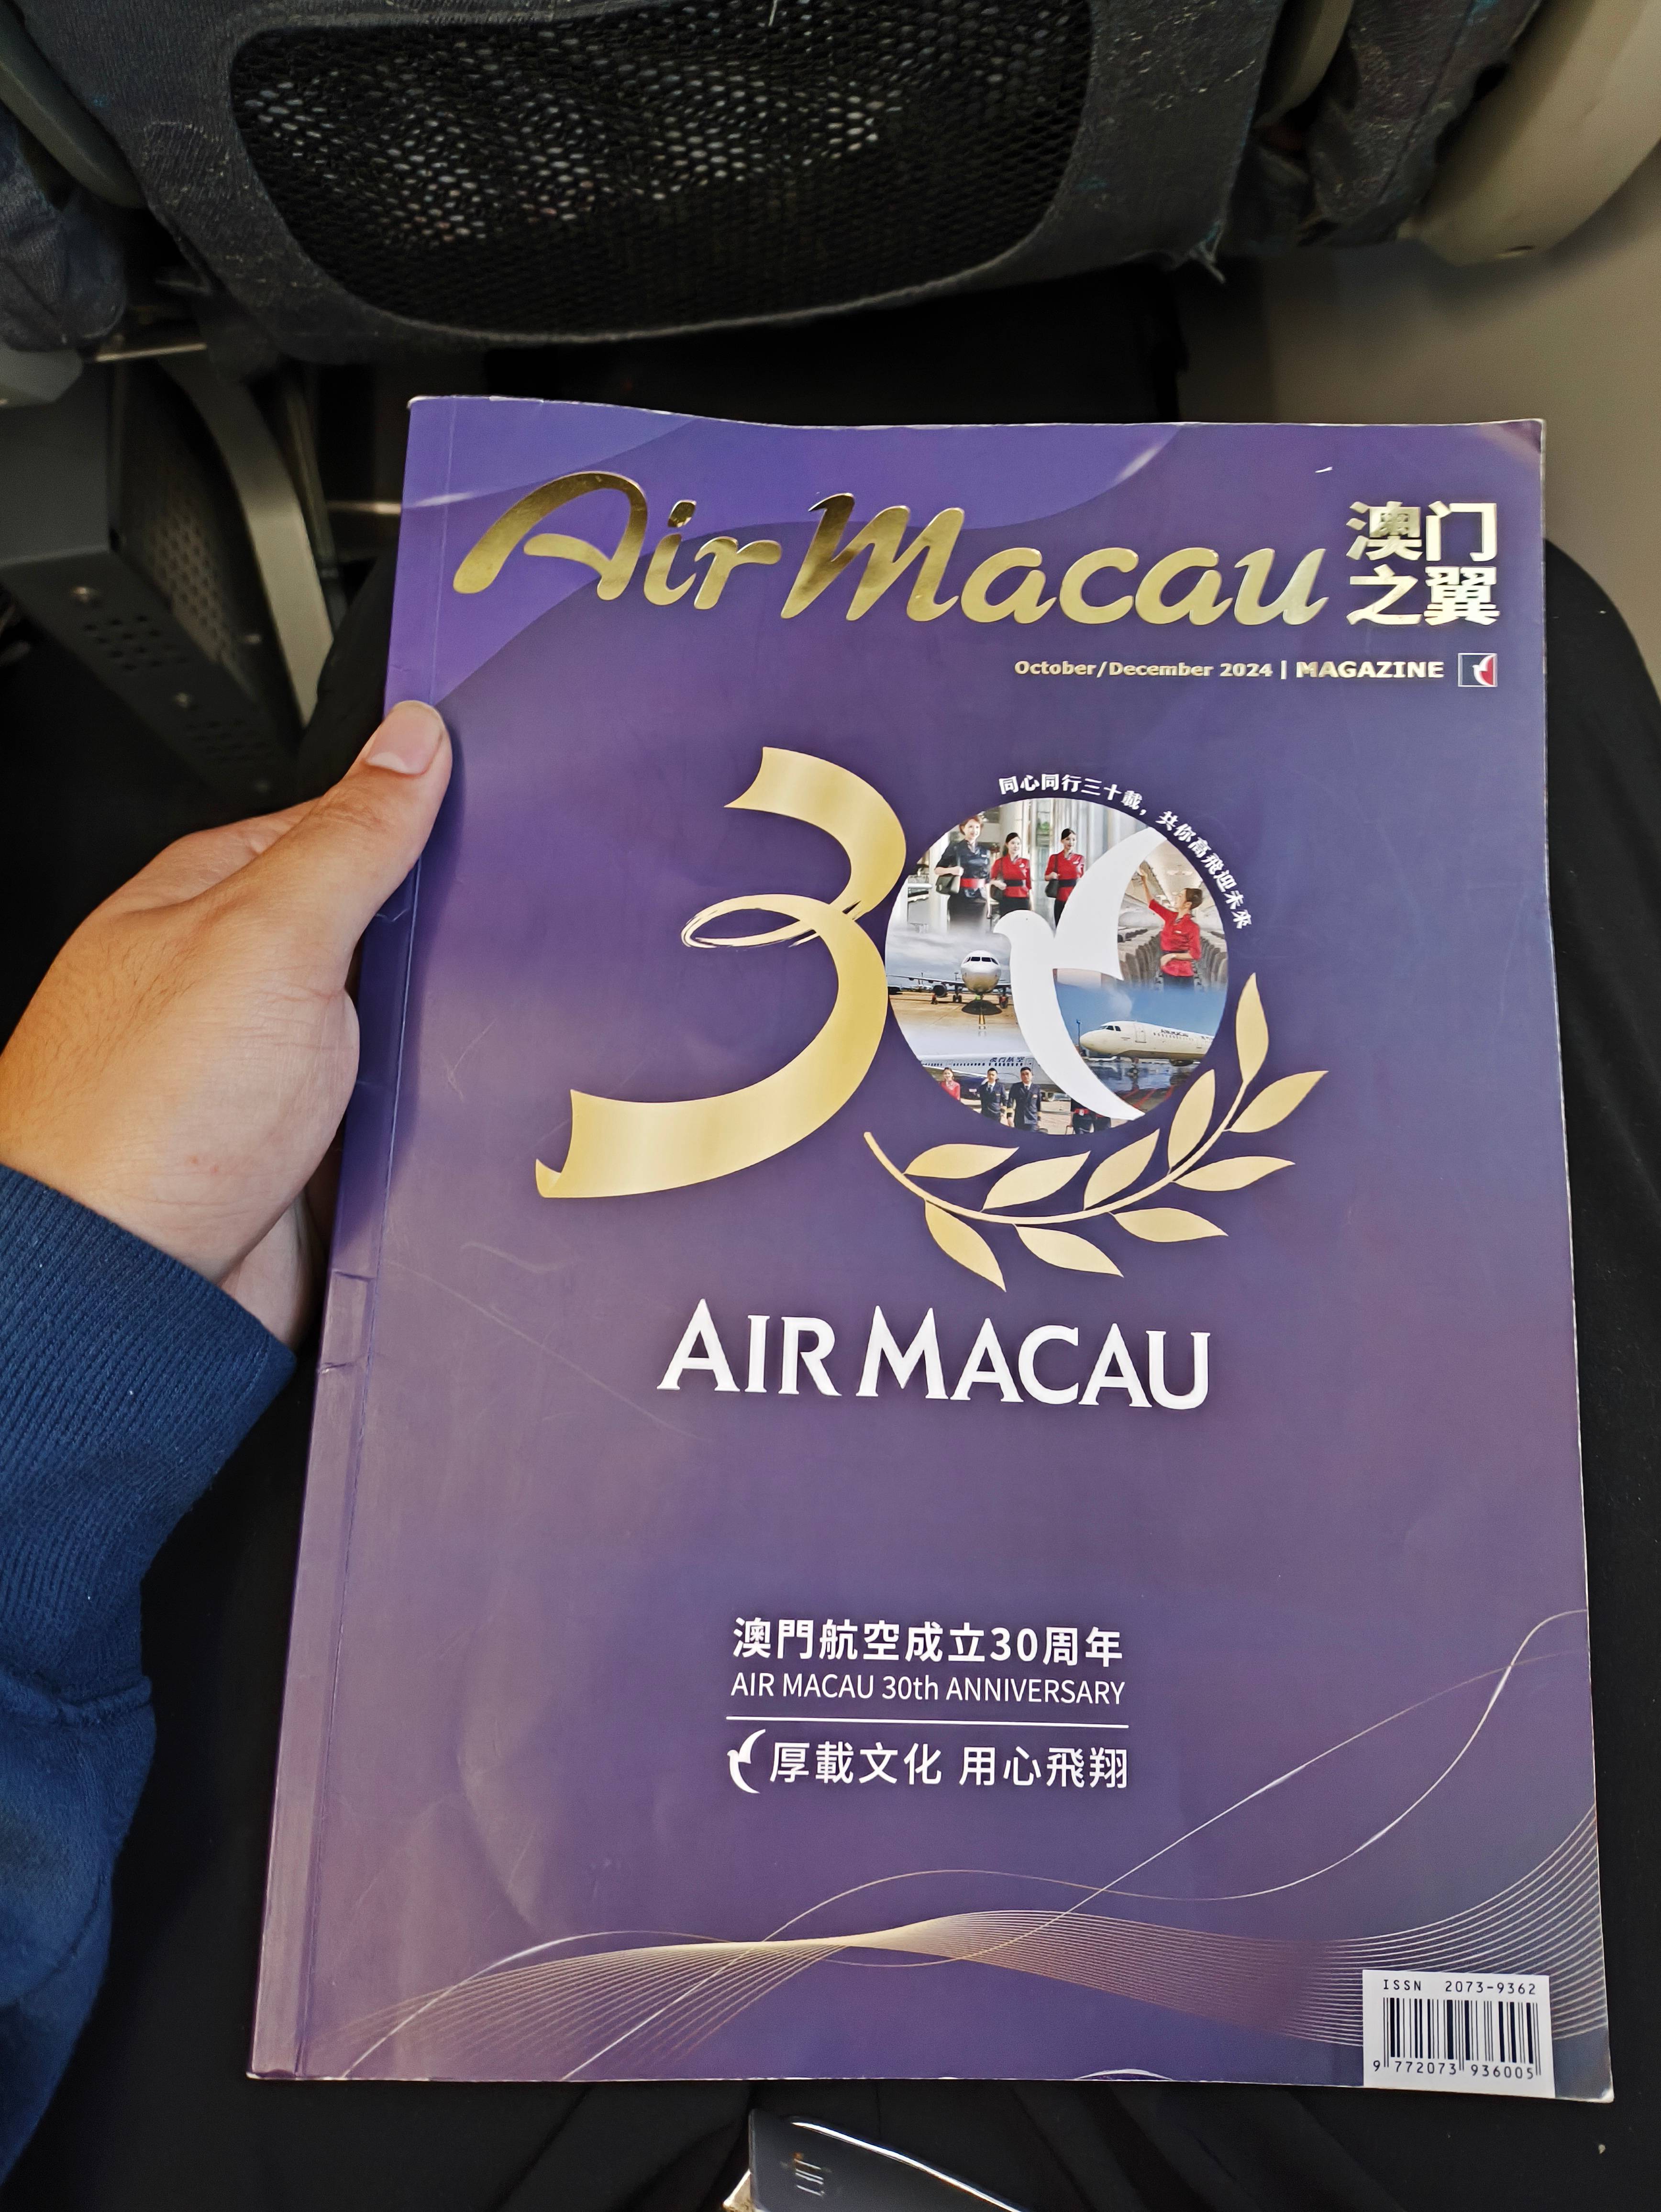 Air Macau
澳门
之翼
October/December 2024 | MAGAZINE
30
同心同行三十載，共你高飛迎未來
AIR MACAU
澳門航空成立30周年
AIR MACAU 30th ANNIVERSARY
厚載文化 用心飛翔
ISSN 2073-9362
9 772073 936005